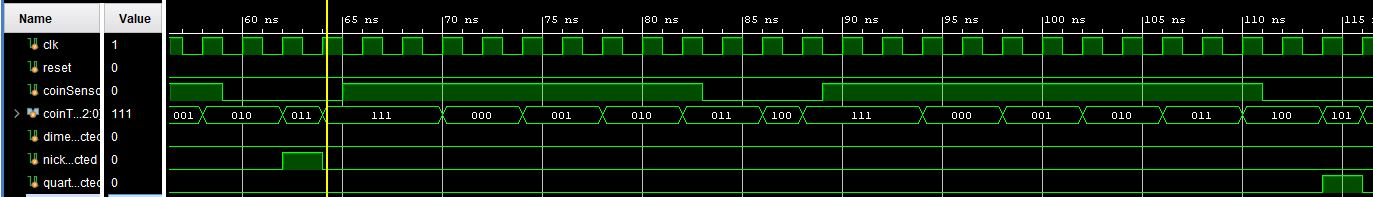 Name Value 60 ns 65 ns 70 ns 75 ns 80 ns 85 ns 90 ns 95 ns 100 ns 105 ns 110 ns 115
clk 1
reset 0
coinSens 0
coinT...2:0] 111 001 010 011 111 000 001 010 011 100 111 000 001 010 011 100 101
dime...cted 0
nick...cted 0
quart...cted 0